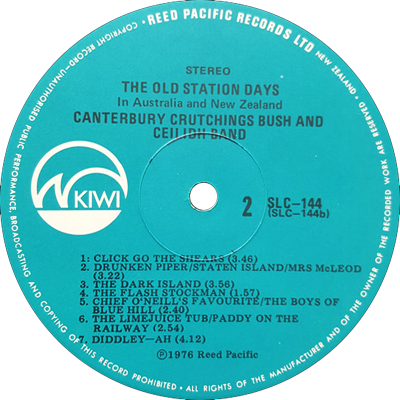 REED PACIFIC RECORDS LTD
NEW ZEALAND.
COPYRIGHT RECORD—UNAUTHORISED PUBLIC PERFORMANCE, BROADCASTING AND COPYING OF THIS RECORD PROHIBITED • ALL RIGHTS OF THE MANUFACTURER AND OF THE OWNER OF THE RECORDED WORK ARE RESERVED
STEREO
THE OLD STATION DAYS
In Australia and New Zealand
CANTERBURY CRUTCHINGS BUSH AND
CEILIDH BAND
KIWI
2 SLC—144
(SLC—144b)
1: CLICK GO THE SHEARS (3.46)
2: DRUNKEN PIPER/STATEN ISLAND/MRS McLEOD
(3.22)
3: THE DARK ISLAND (3.56)
4: THE FLASH STOCKMAN (1.57)
5: CHIEF O'NEILL'S FAVOURITE/THE BOYS OF
BLUE HILL (2.40)
6: THE LIMEJUICE TUB/PADDY ON THE
RAILWAY (2.54)
7. DIDDLEY—AH (4.12)
Ⓟ1976 Reed Pacific